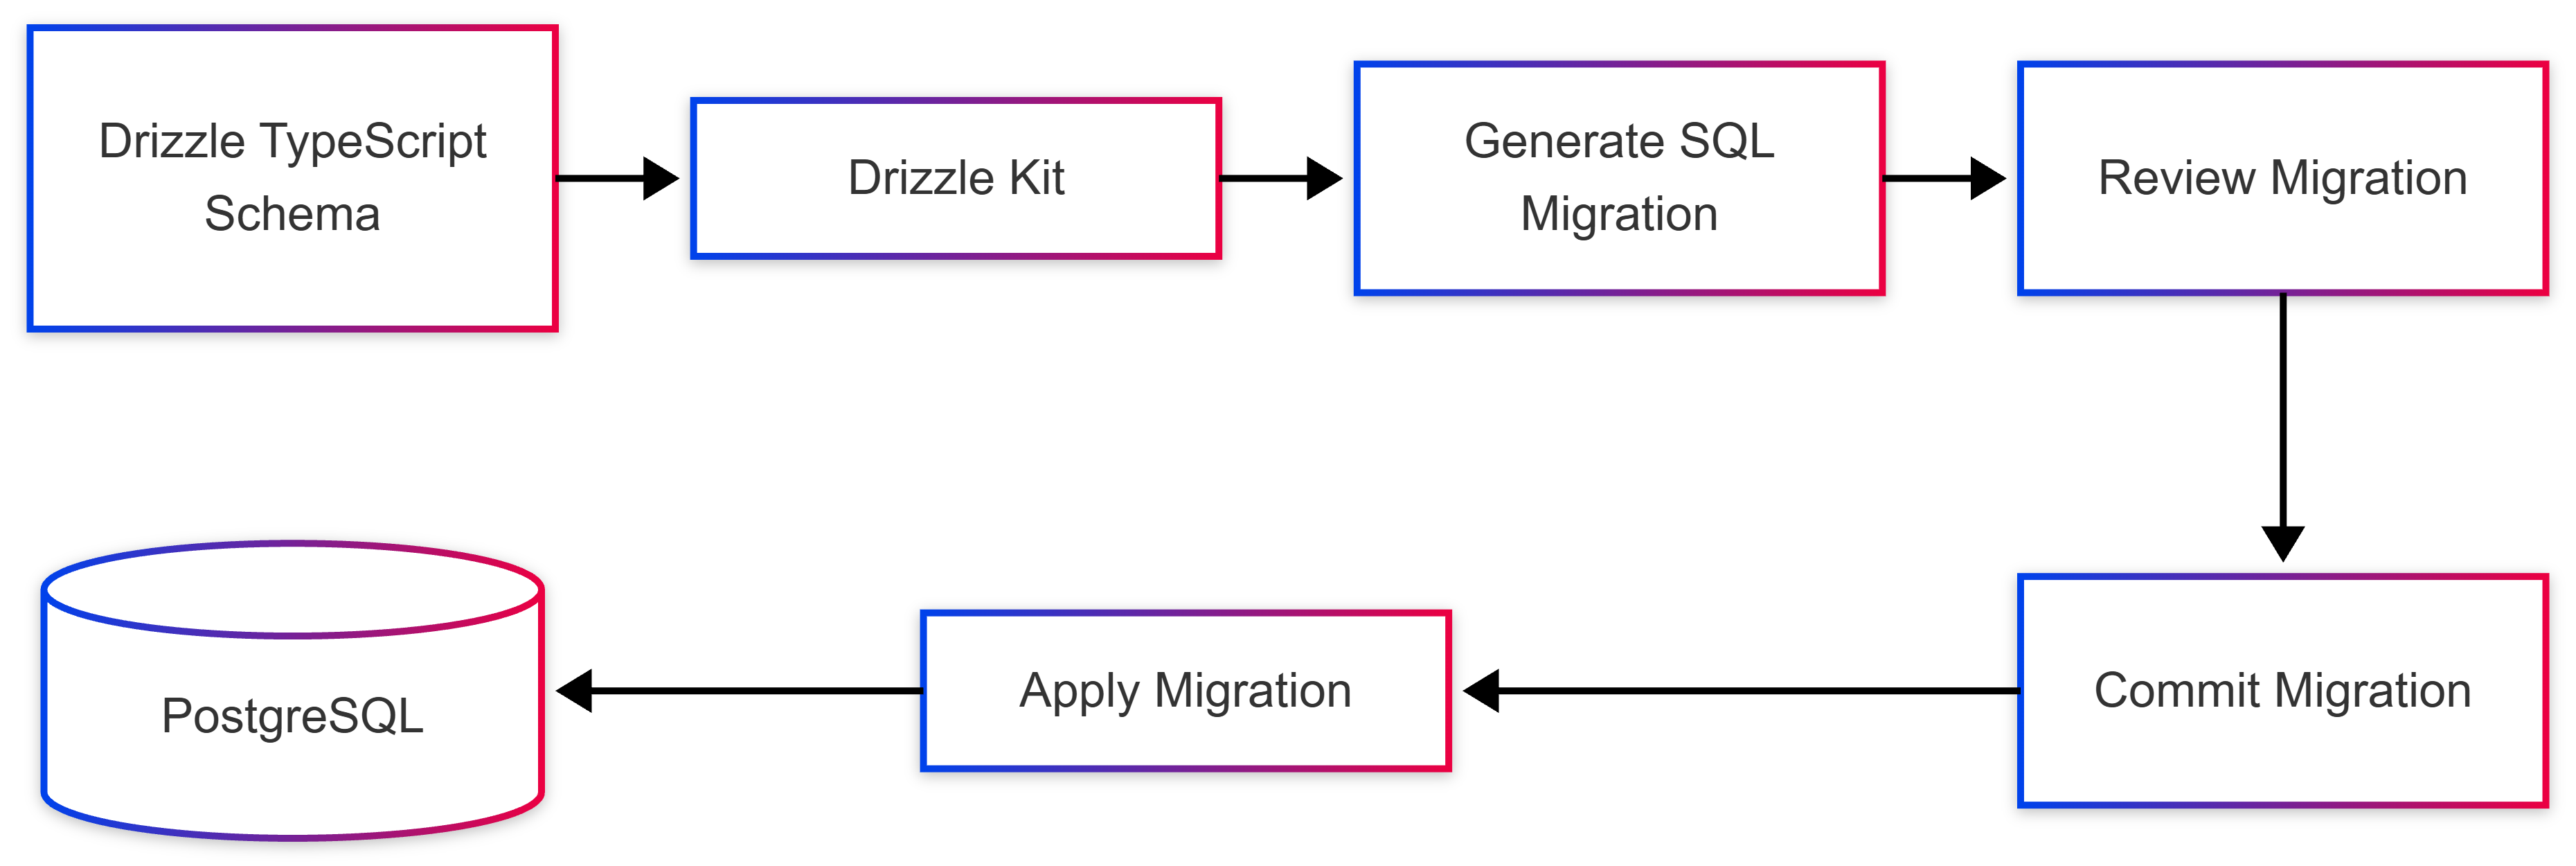 Drizzle TypeScript
Schema
Drizzle Kit
Generate SQL
Migration
Review Migration
Commit Migration
Apply Migration
PostgreSQL